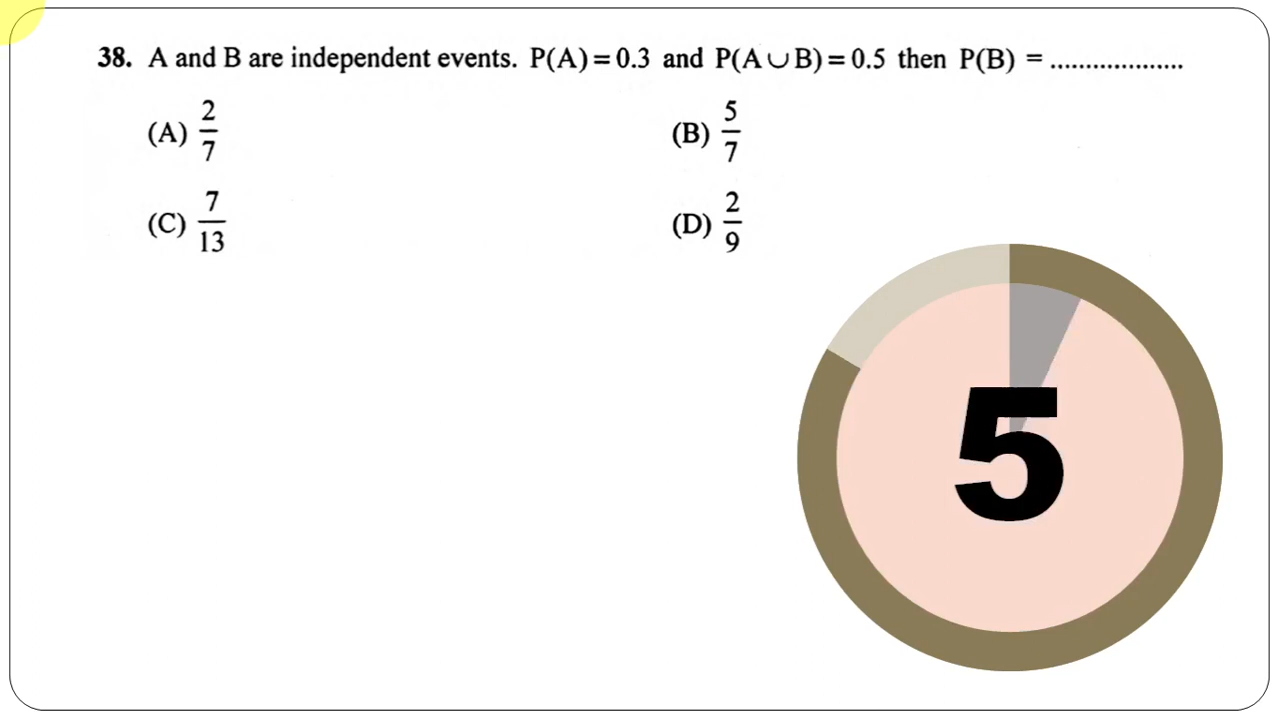 38. A and B are independent events. P(A) = 0.3 and P(A ∪ B) = 0.5 then P(B) = ...................
(A) 2/7 (B) 5/7
(C) 7/13 (D) 2/9
5